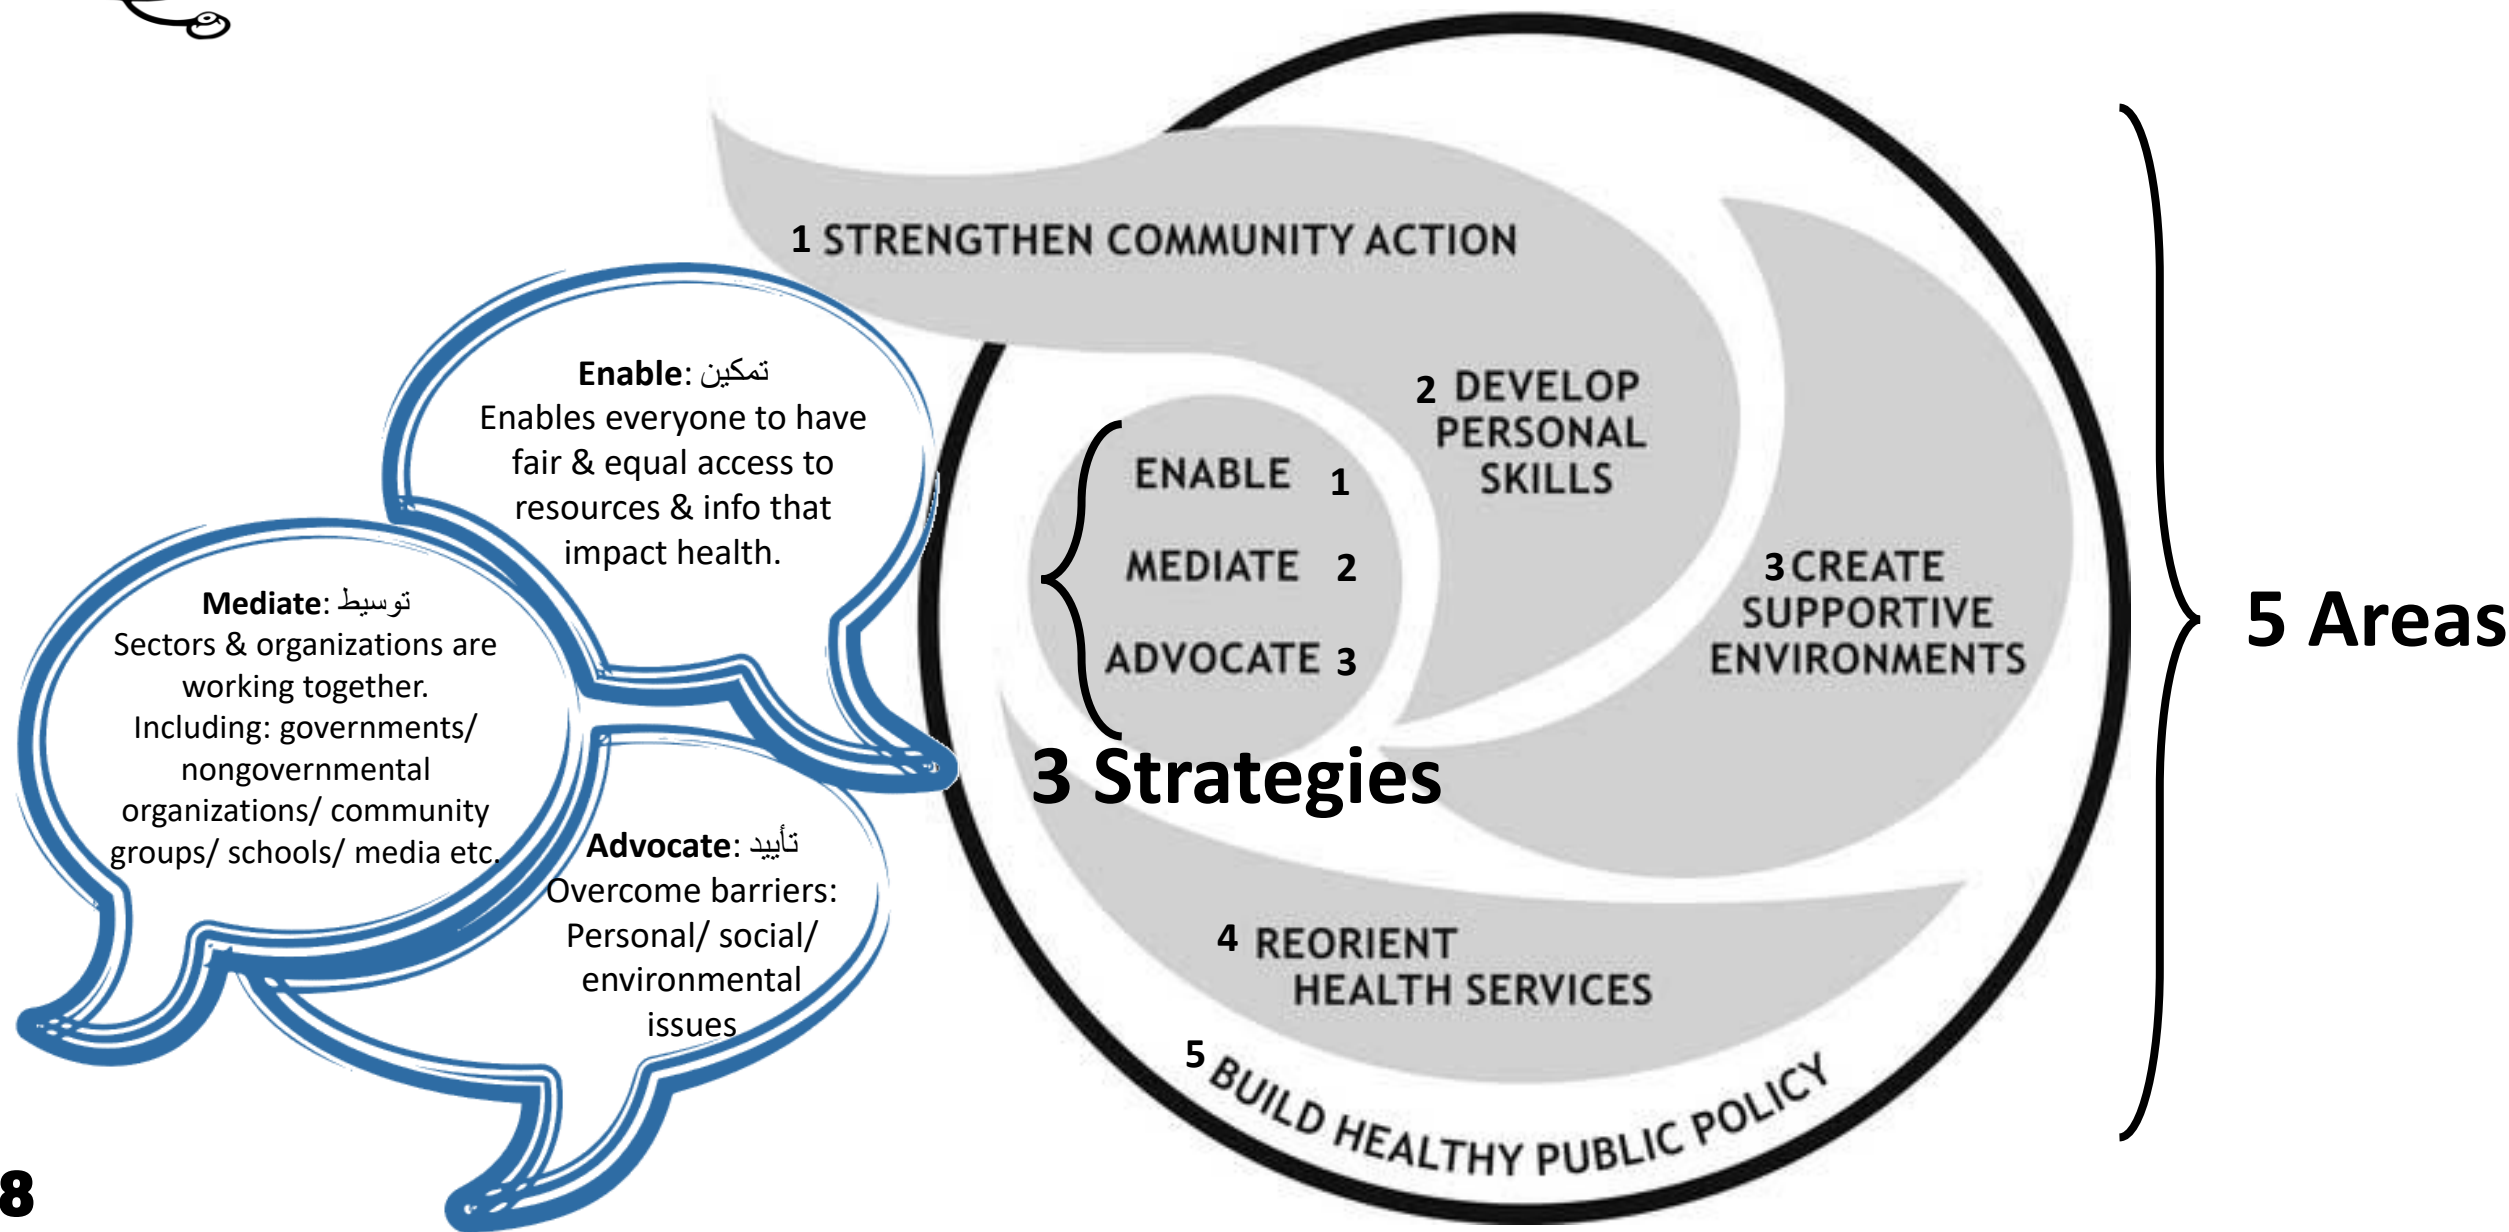 1 STRENGTHEN COMMUNITY ACTION
2 DEVELOP
PERSONAL
SKILLS
3 CREATE
SUPPORTIVE
ENVIRONMENTS
4 REORIENT
HEALTH SERVICES
5 BUILD HEALTHY PUBLIC POLICY
5 Areas
ENABLE 1
MEDIATE 2
ADVOCATE 3
3 Strategies
Enable: تمكين
Enables everyone to have
fair & equal access to
resources & info that
impact health.
Mediate: توسيط
Sectors & organizations are
working together.
Including: governments/
nongovernmental
organizations/ community
groups/ schools/ media etc.
Advocate: تأييد
Overcome barriers:
Personal/ social/
environmental
issues
8